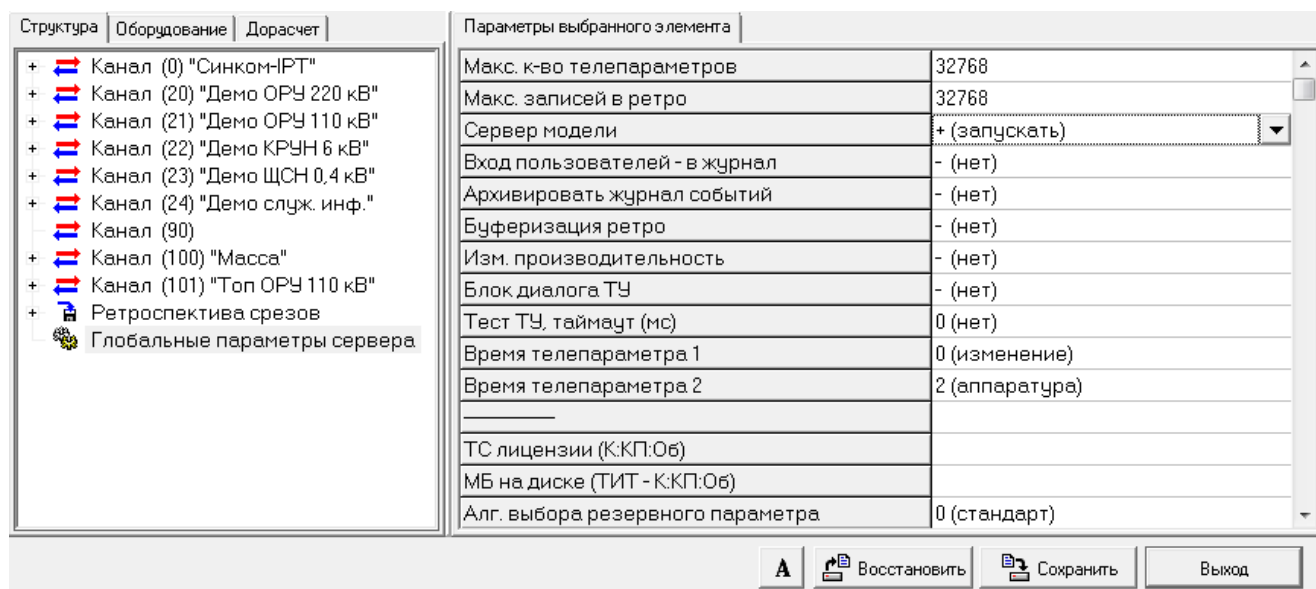 Структура Оборудование Дорасчет
Канал (0) "Синком-IPT"
Канал (20) "Демо ОРУ 220 кВ"
Канал (21) "Демо ОРУ 110 кВ"
Канал (22) "Демо КРУН 6 кВ"
Канал (23) "Демо ЩСН 0,4 кВ"
Канал (24) "Демо служ. инф."
Канал (90)
Канал (100) "Масса"
Канал (101) "Топ ОРУ 110 кВ"
Ретроспектива срезов
Глобальные параметры сервера
Параметры выбранного элемента
Макс. к-во телепараметров 32768
Макс. записей в ретро 32768
Сервер модели + (запускать)
Вход пользователей - в журнал - (нет)
Архивировать журнал событий - (нет)
Буферизация ретро - (нет)
Изм. производительность - (нет)
Блок диалога ТУ - (нет)
Тест ТУ, таймаут (мс) 0 (нет)
Время телепараметра 1 0 (изменение)
Время телепараметра 2 2 (аппаратура)
ТС лицензии (К:КП:Об)
МБ на диске (ТИТ - К:КП:Об)
Алг. выбора резервного параметра 0 (стандарт)
А Восстановить Сохранить Выход